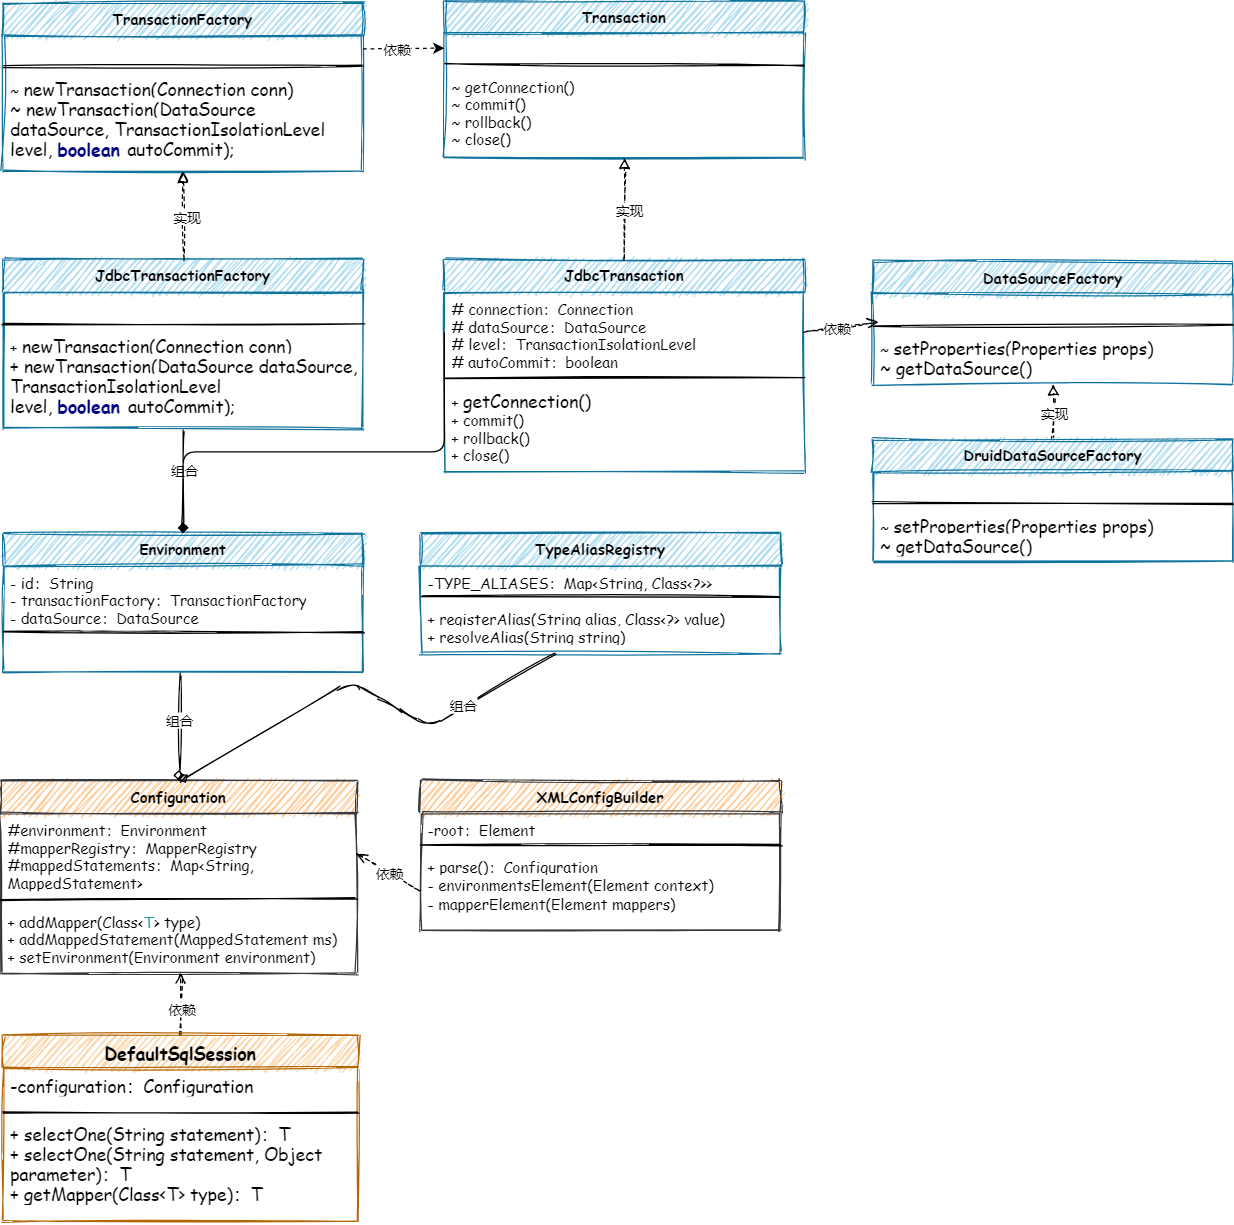 TransactionFactory
~ newTransaction(Connection conn)
~ newTransaction(DataSource
dataSource, TransactionIsolationLevel
level, boolean autoCommit);
依赖
Transaction
~ getConnection()
~ commit()
~ rollback()
~ close()
实现
实现
JdbcTransactionFactory
+ newTransaction(Connection conn)
+ newTransaction(DataSource dataSource,
TransactionIsolationLevel
level, boolean autoCommit);
JdbcTransaction
# connection: Connection
# dataSource: DataSource
# level: TransactionIsolationLevel
# autoCommit: boolean
+ getConnection()
+ commit()
+ rollback()
+ close()
依赖
DataSourceFactory
~ setProperties(Properties props)
~ getDataSource()
实现
DruidDataSourceFactory
~ setProperties(Properties props)
~ getDataSource()
组合
Environment
- id: String
- transactionFactory: TransactionFactory
- dataSource: DataSource
TypeAliasRegistry
-TYPE_ALIASES: Map<String, Class<?>>
+ registerAlias(String alias, Class<?> value)
+ resolveAlias(String string)
组合
组合
Configuration
#environment: Environment
#mapperRegistry: MapperRegistry
#mappedStatements: Map<String,
MappedStatement>
+ addMapper(Class<T> type)
+ addMappedStatement(MappedStatement ms)
+ setEnvironment(Environment environment)
依赖
XMLConfigBuilder
-root: Element
+ parse(): Configuration
- environmentsElement(Element context)
- mapperElement(Element mappers)
依赖
DefaultSqlSession
-configuration: Configuration
+ selectOne(String statement): T
+ selectOne(String statement, Object
parameter): T
+ getMapper(Class<T> type): T